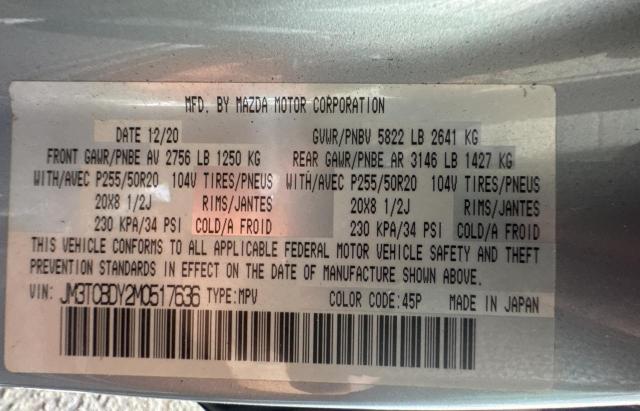 MFD. BY MAZDA MOTOR CORPORATION
DATE 12/20 GVWR/PNBV 5822 LB 2641 KG
FRONT GAWR/PNBE AV 2756 LB 1250 KG REAR GAWR/PNBE AR 3146 LB 1427 KG
WITH/AVEC P255/50R20 104V TIRES/PNEUS WITH/AVEC P255/50R20 104V TIRES/PNEUS
20X8 1/2J RIMS/JANTES 20X8 1/2J RIMS/JANTES
230 KPA/34 PSI COLD/A FROID 230 KPA/34 PSI COLD/A FROID
THIS VEHICLE CONFORMS TO ALL APPLICABLE FEDERAL MOTOR VEHICLE SAFETY AND THEFT
PREVENTION STANDARDS IN EFFECT ON THE DATE OF MANUFACTURE SHOWN ABOVE.
VIN: JM3TCBDY2M0517636 TYPE:MPV COLOR CODE:45P MADE IN JAPAN